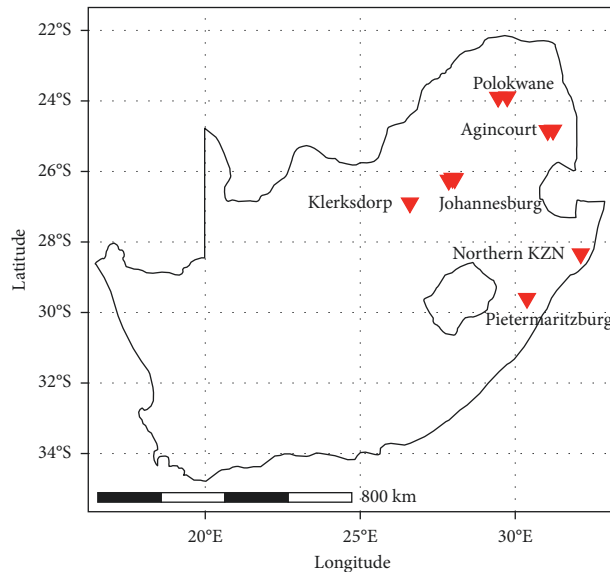 22°S
24°S
26°S
28°S
30°S
32°S
34°S
Latitude
Polokwane
Agincourt
Klerksdorp
Johannesburg
Northern KZN
Pietermaritzburg
800 km
20°E
25°E
30°E
Longitude